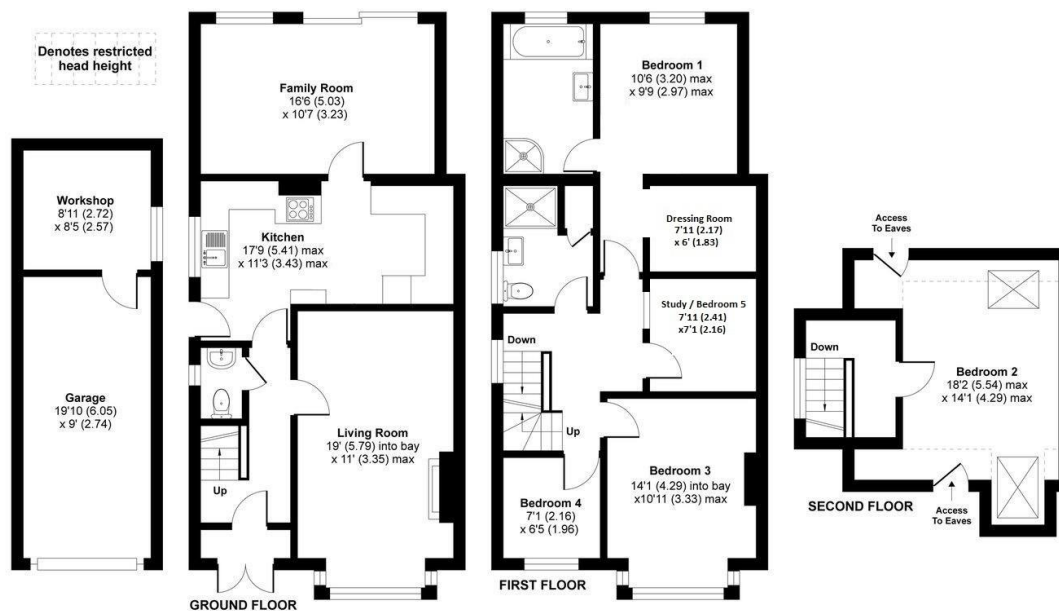 Denotes restricted
head height
Workshop
8'11 (2.72)
x 8'5 (2.57)
Garage
19'10 (6.05)
x 9' (2.74)
Family Room
16'6 (5.03)
x 10'7 (3.23)
Kitchen
17'9 (5.41) max
x 11'3 (3.43) max
Living Room
19' (5.79) into bay
x 11' (3.35) max
Up
GROUND FLOOR
Bedroom 1
10'6 (3.20) max
x 9'9 (2.97) max
Dressing Room
7'11 (2.17)
x 6' (1.83)
Study / Bedroom 5
7'11 (2.41)
x7'1 (2.16)
Down
Up
Bedroom 4
7'1 (2.16)
x 6'5 (1.96)
Bedroom 3
14'1 (4.29) into bay
x10'11 (3.33) max
FIRST FLOOR
Access
To Eaves
Down
Bedroom 2
18'2 (5.54) max
x 14'1 (4.29) max
Access
To Eaves
SECOND FLOOR